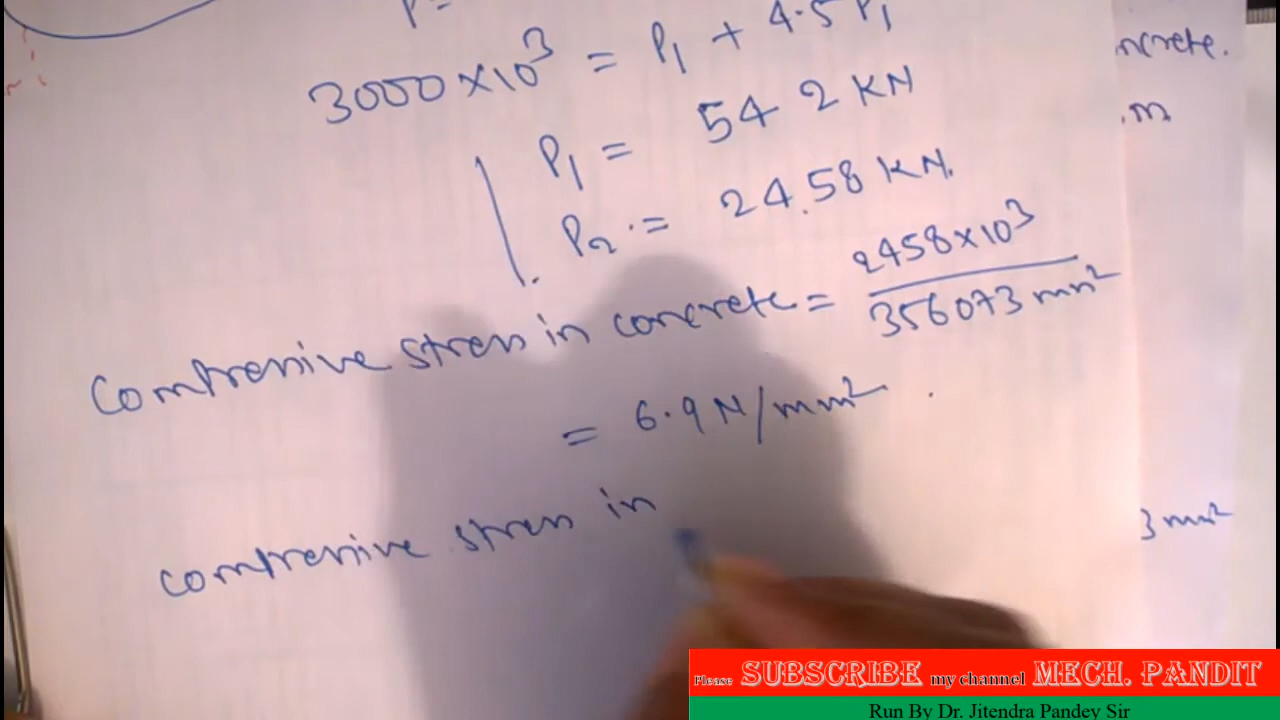 P=
3000×10³ = P₁ + 4.5 P₁
P₁ = 542 KN
P₂ = 24.58 KN.
Compressive stress in concrete = 2458×10³
356073 mm²
= 6.9 N/mm²
compressive stress in
ncrete.
.m
3 mm²
Please SUBSCRIBE my channel MECH. PANDIT
Run By Dr. Jitendra Pandey Sir